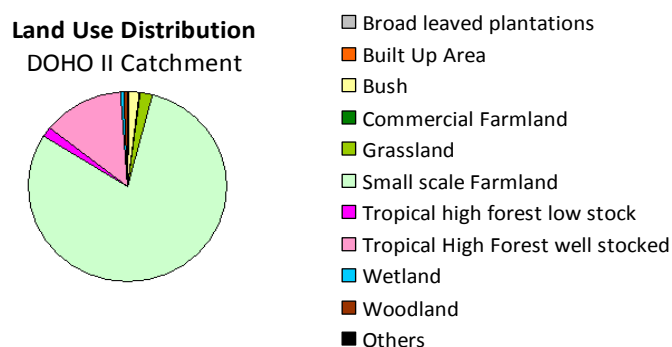 Land Use Distribution
DOHO II Catchment
Broad leaved plantations
Built Up Area
Bush
Commercial Farmland
Grassland
Small scale Farmland
Tropical high forest low stock
Tropical High Forest well stocked
Wetland
Woodland
Others